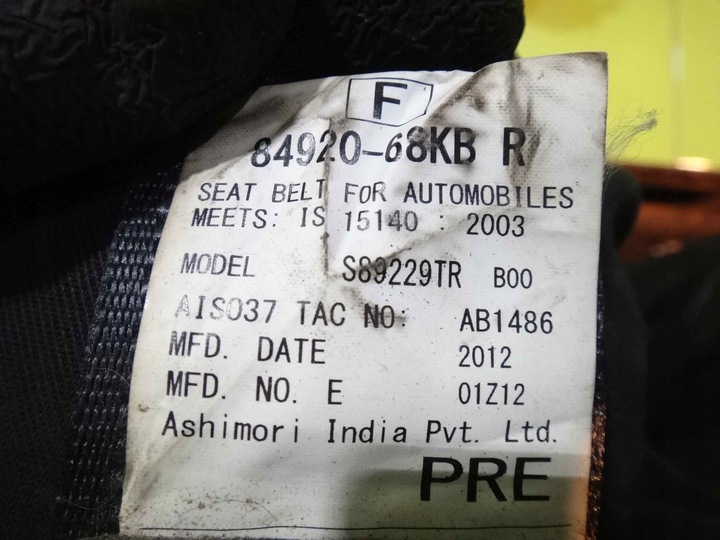 F
84920-68KB R
SEAT BELT FOR AUTOMOBILES
MEETS: IS 15140 : 2003
MODEL S89229TR B00
AIS037 TAC NO: AB1486
MFD. DATE 2012
MFD. NO. E 01Z12
Ashimori India Pvt. Ltd.
PRE